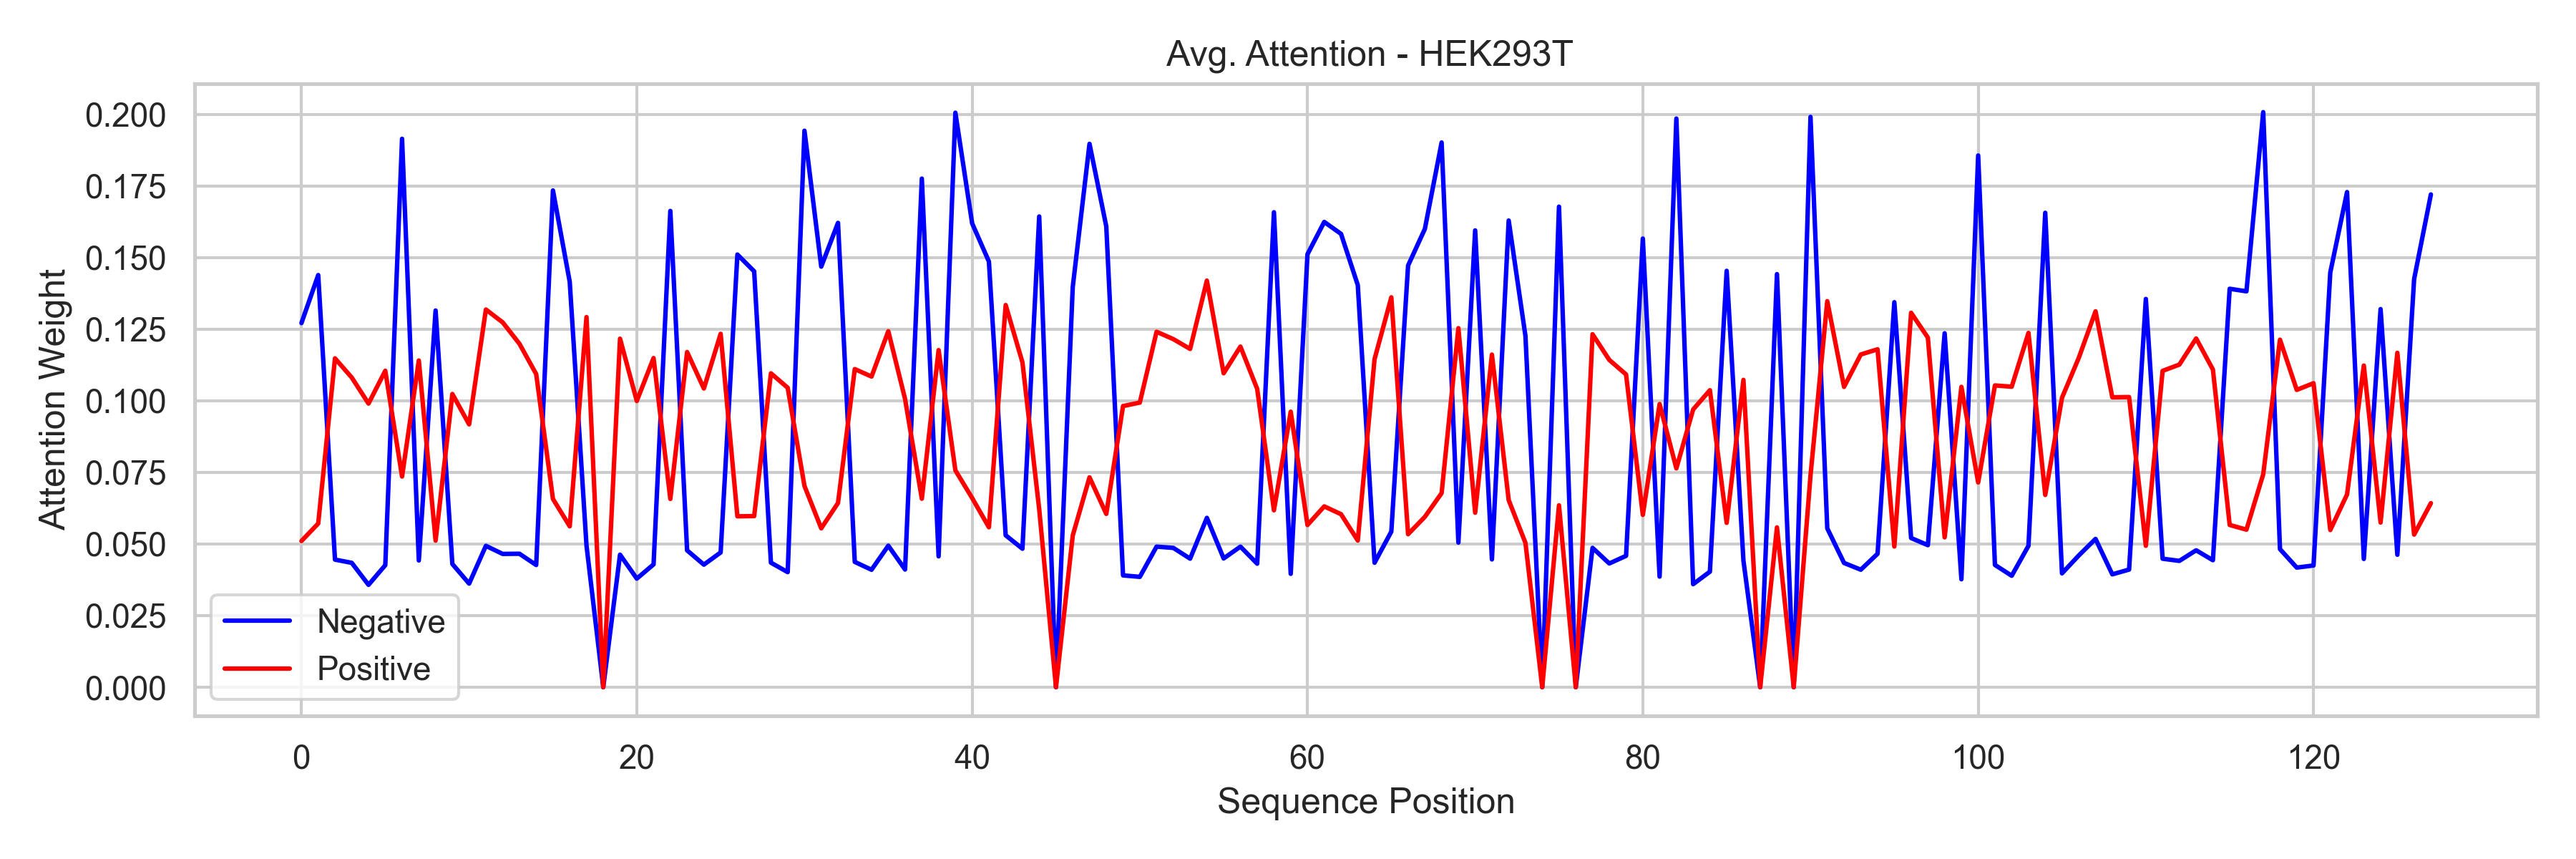 Avg. Attention - HEK293T
Attention Weight
0.200
0.175
0.150
0.125
0.100
0.075
0.050
0.025
0.000
Negative
Positive
0 20 40 60 80 100 120
Sequence Position